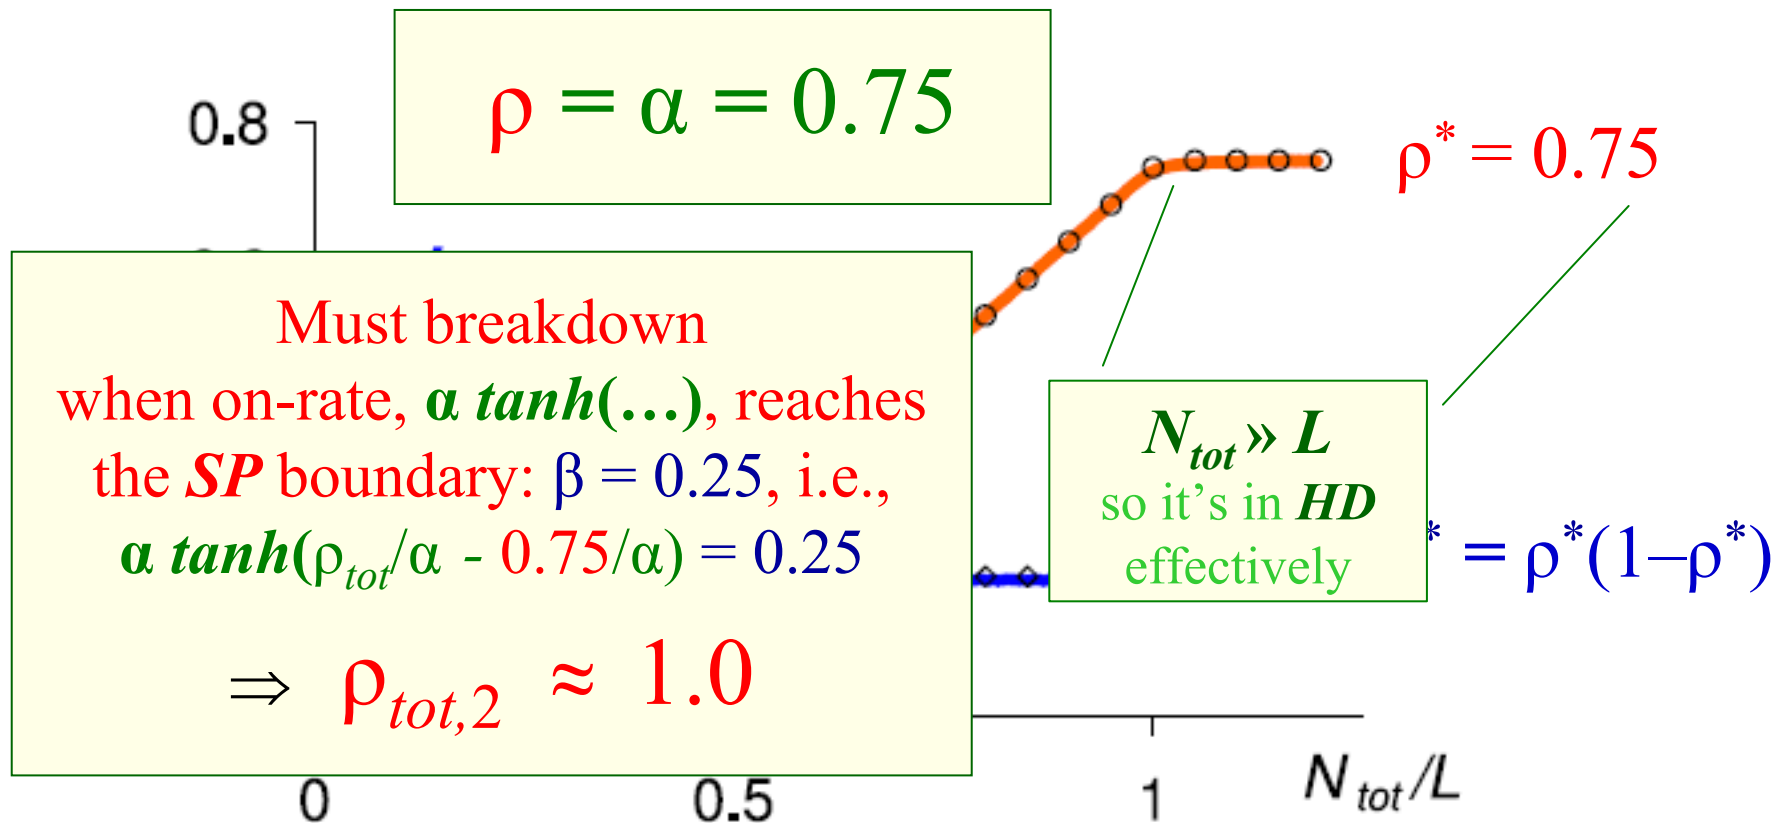 ρ = α = 0.75
0.8
ρ* = 0.75
Must breakdown
when on-rate, α tanh(…), reaches
the SP boundary: β = 0.25, i.e.,
α tanh(ρtot/α - 0.75/α) = 0.25
⇒ ρtot,2 ≈ 1.0
Ntot » L
so it's in HD
effectively
* = ρ*(1–ρ*)
0
0.5
1
Ntot/L